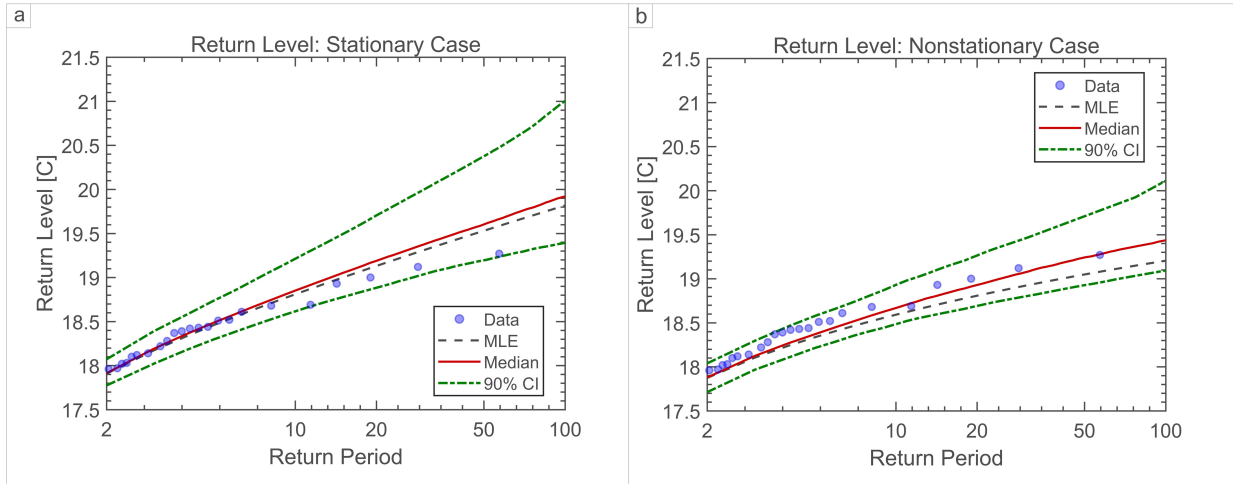 a
Return Level: Stationary Case
21.5
21
20.5
20
19.5
19
18.5
18
17.5
Return Level [C]
Data
MLE
Median
90% CI
2
10
20
50
100
Return Period
b
Return Level: Nonstationary Case
21.5
21
20.5
20
19.5
19
18.5
18
17.5
Return Level [C]
Data
MLE
Median
90% CI
2
10
20
50
100
Return Period